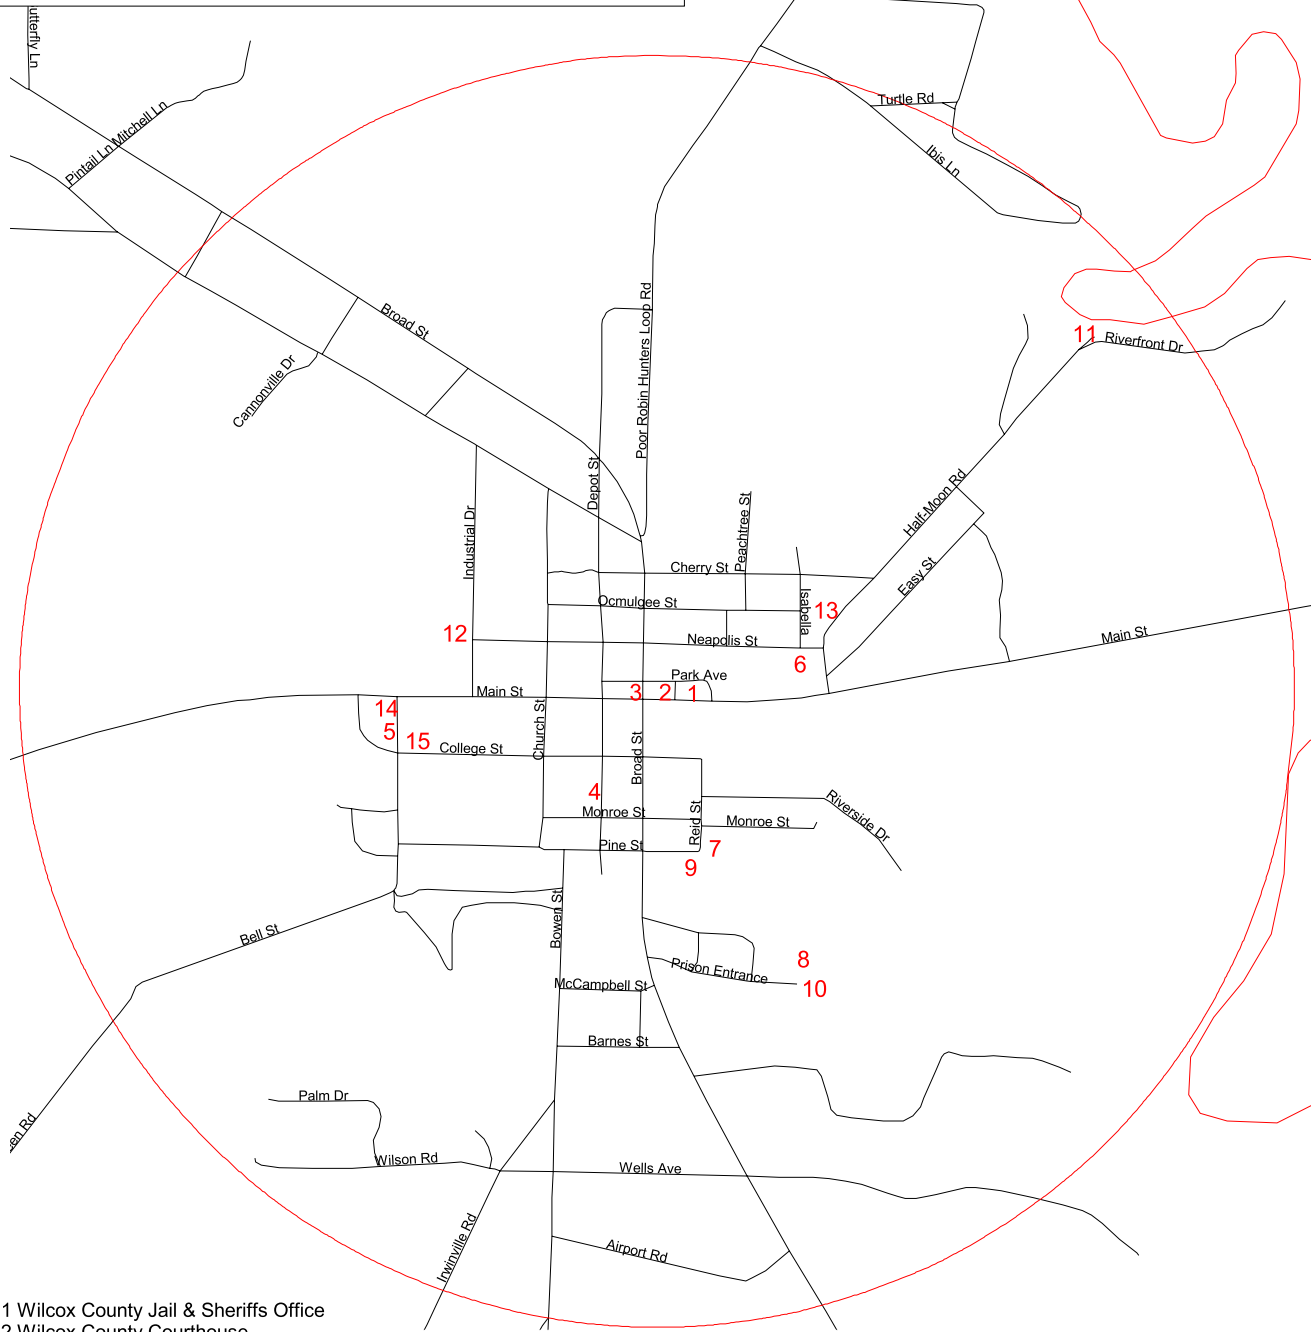 utterfly Ln
Pintail Ln Mitchell Ln
Turtle Rd
Ibis Ln
Broad St
Cannonville Dr
Poor Robin Hunters Loop Rd
11
Riverfront Dr
Depot St
Industrial Dr
Peachtree St
Half-Moon Rd
Easy St
Cherry St
Ocmulgee St
Isabella
13
12
Neapolis St
6
Main St
Park Ave
3
2
1
Main St
14
5
15
College St
Church St
Broad St
4
Monroe St
Reid St
Monroe St
Riverside Dr
Pine St
7
9
Bell St
Bowen St
8
Prison Entrance
10
McCampbell St
Barnes St
Palm Dr
en Rd
Wilson Rd
Wells Ave
Irwinville Rd
Airport Rd
1 Wilcox County Jail & Sheriffs Office
2 Wilcox County Courthouse